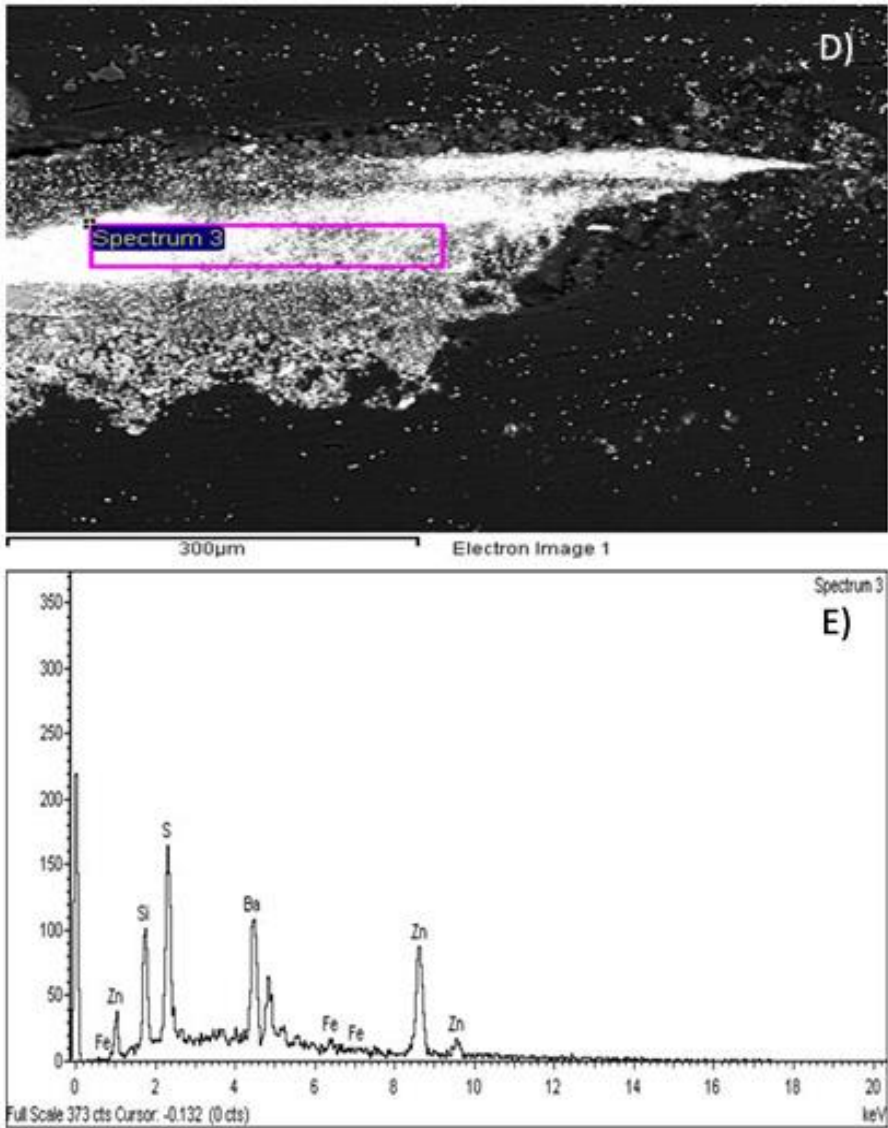 D)
Spectrum 3
300µm Electron Image 1
Spectrum 3
E)
350
300
250
200
150
100
50
0
S
Si
Ba
Zn
Zn
Fe
Fe
Fe
Zn
0 2 4 6 8 10 12 14 16 18 20
Full Scale 373 cts Cursor: -0.132 (0 cts) keV